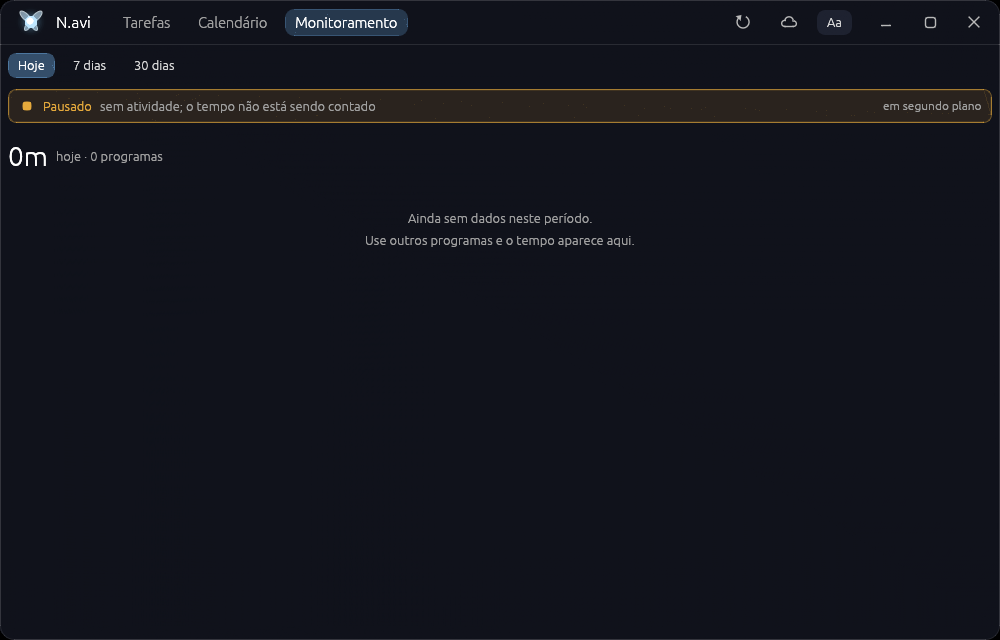 N.avi Tarefas Calendário Monitoramento Aa
Hoje 7 dias 30 dias
Pausado sem atividade; o tempo não está sendo contado em segundo plano
0m hoje · 0 programas
Ainda sem dados neste período.
Use outros programas e o tempo aparece aqui.